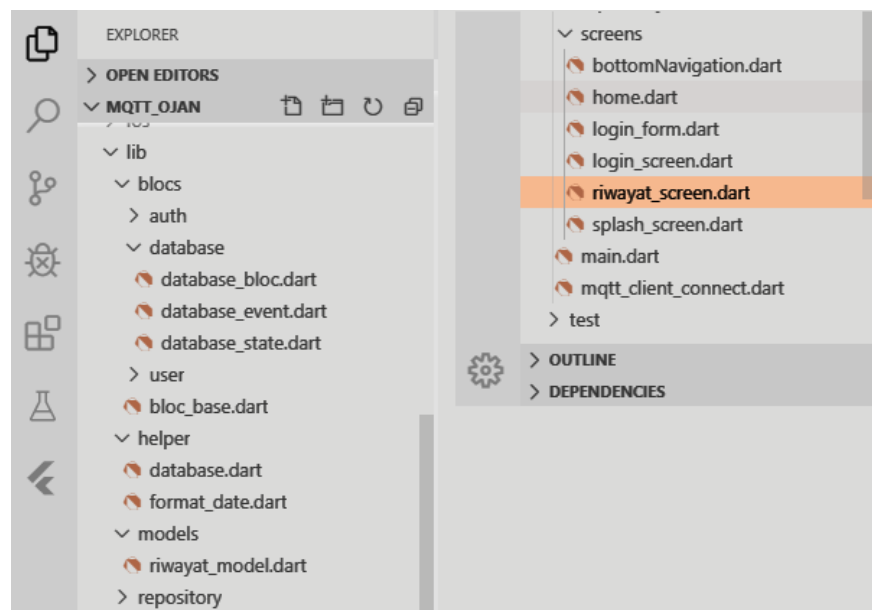 EXPLORER
OPEN EDITORS
MQTT_OJAN
ios
lib
blocs
auth
database
database_bloc.dart
database_event.dart
database_state.dart
user
bloc_base.dart
helper
database.dart
format_date.dart
models
riwayat_model.dart
repository
screens
bottomNavigation.dart
home.dart
login_form.dart
login_screen.dart
riwayat_screen.dart
splash_screen.dart
main.dart
mqtt_client_connect.dart
test
OUTLINE
DEPENDENCIES